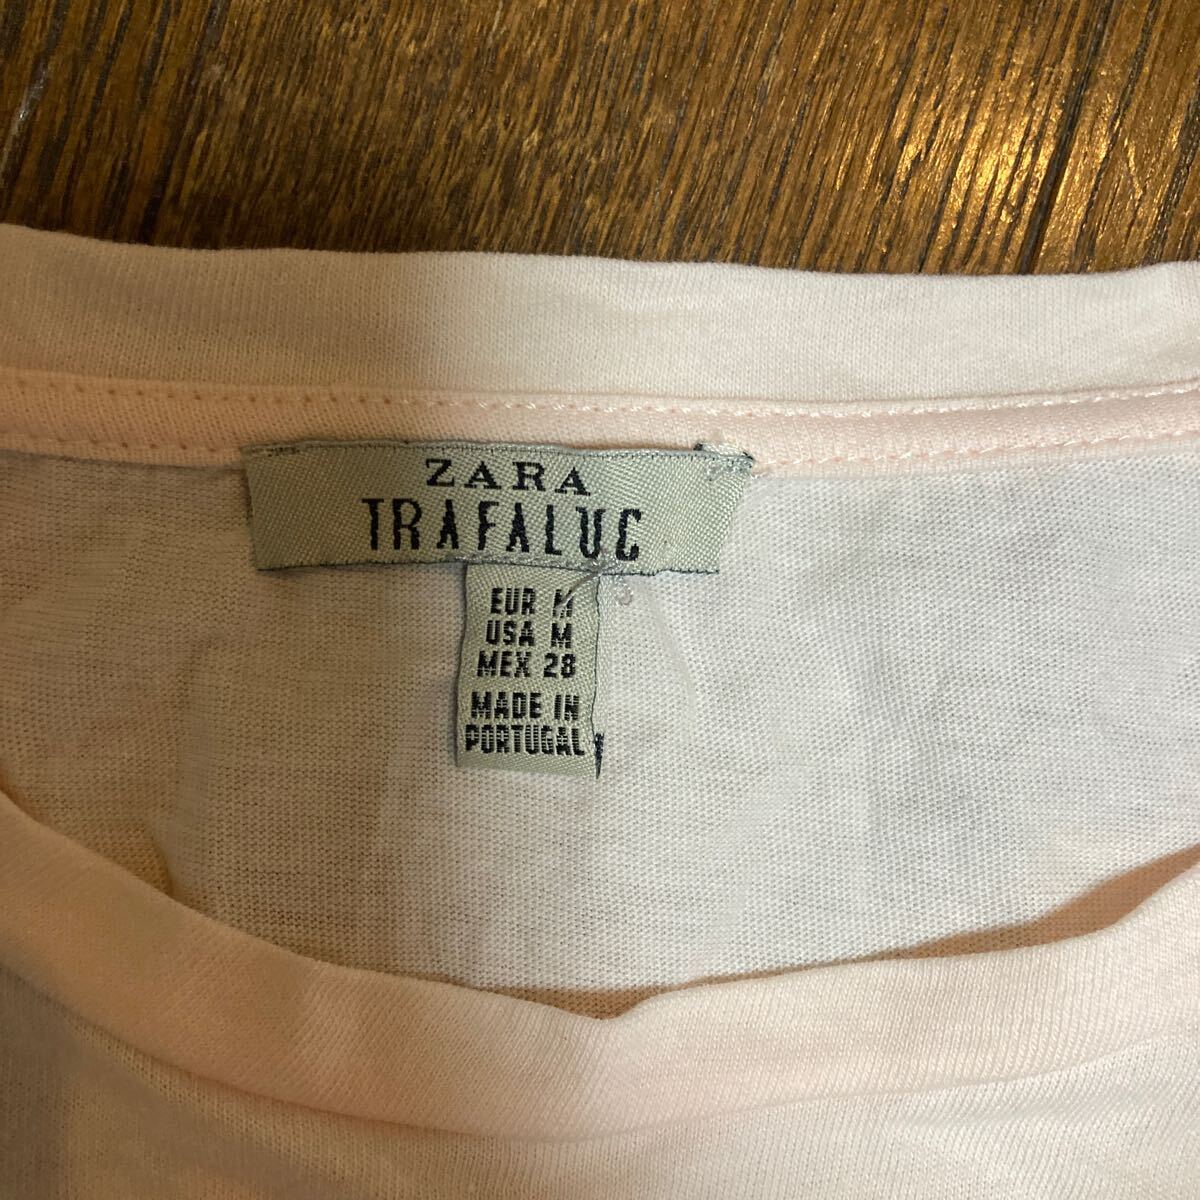 ZARA
TRAFALUC
EUR M
USA M
MEX 28
MADE IN
PORTUGAL